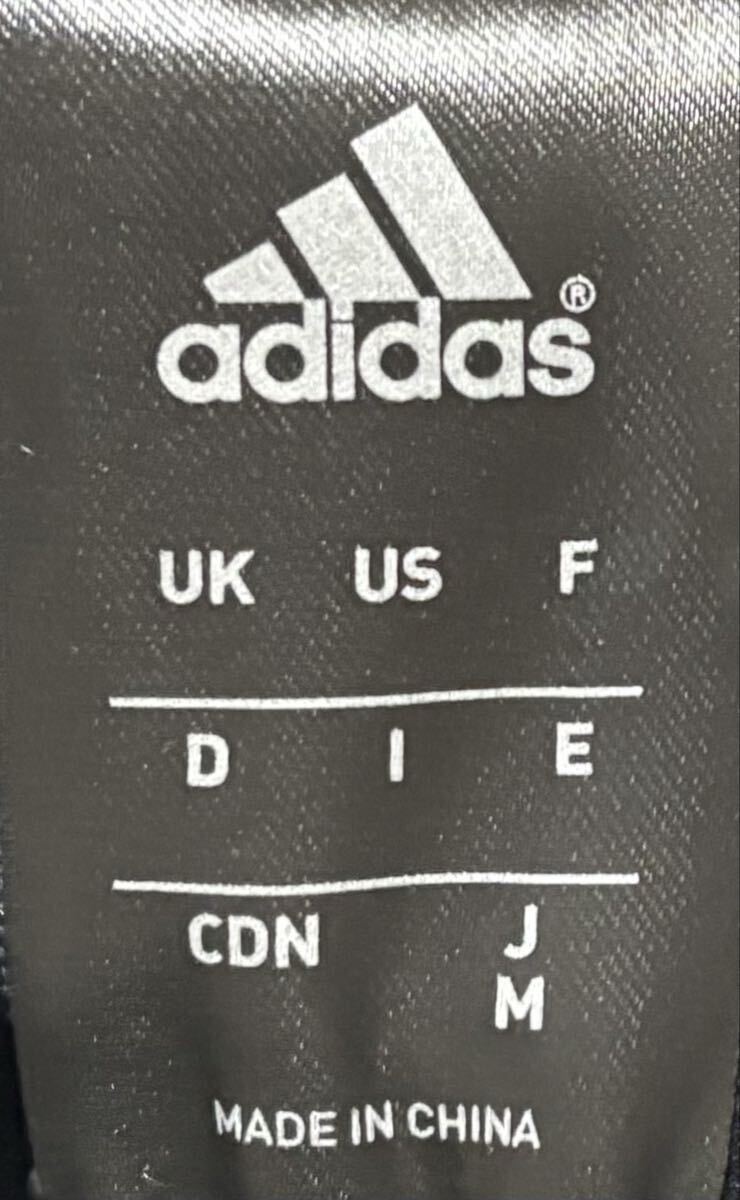 adidas®
UK US F
D I E
CDN J
M
MADE IN CHINA